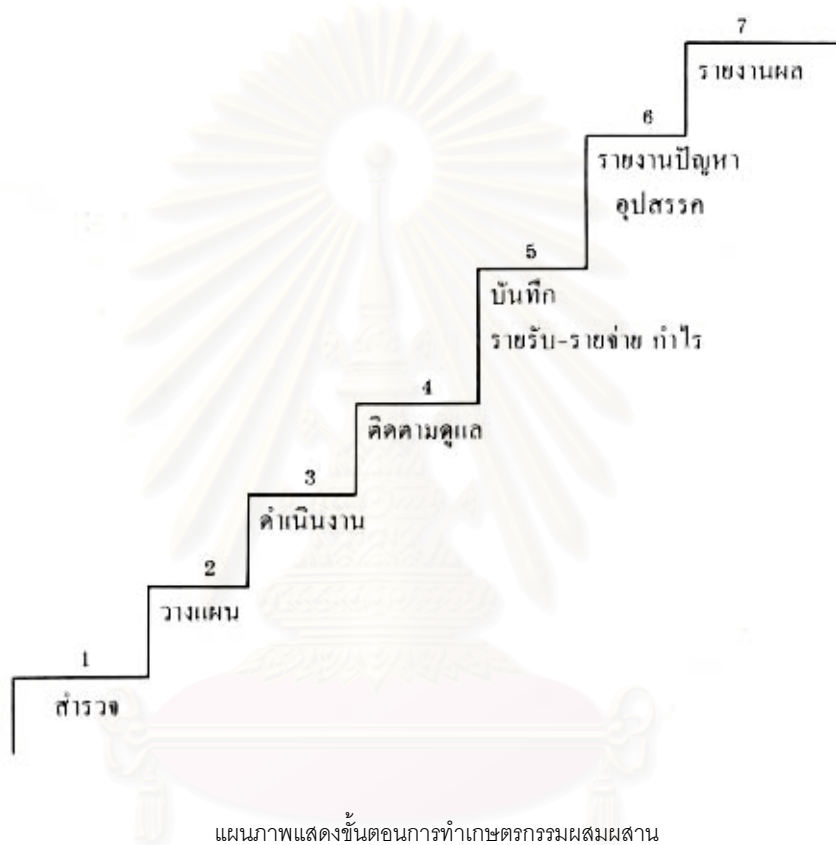 7
รายงานผล
6
รายงานปัญหา
อุปสรรค
5
บันทึก
รายรับ-รายจ่าย กำไร
4
ติดตามดูแล
3
ดำเนินงาน
2
วางแผน
1
สำรวจ
แผนภาพแสดงขั้นตอนการทำเกษตรกรรมผสมผสาน